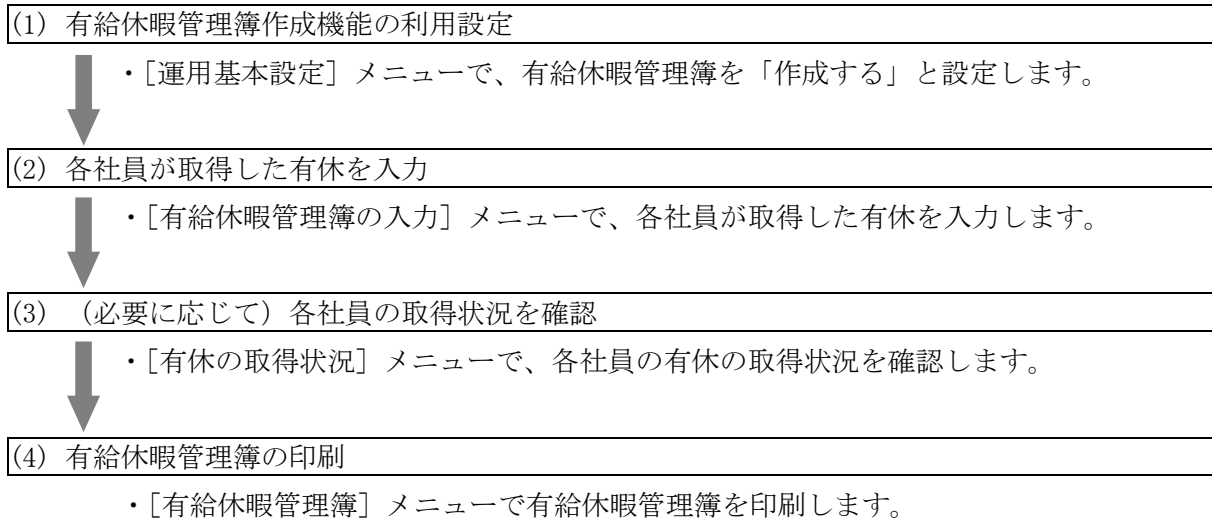 (1) 有給休暇管理簿作成機能の利用設定
・［運用基本設定］メニューで、有給休暇管理簿を「作成する」と設定します。
(2) 各社員が取得した有休を入力
・［有給休暇管理簿の入力］メニューで、各社員が取得した有休を入力します。
(3) （必要に応じて）各社員の取得状況を確認
・［有休の取得状況］メニューで、各社員の有休の取得状況を確認します。
(4) 有給休暇管理簿の印刷
・［有給休暇管理簿］メニューで有給休暇管理簿を印刷します。